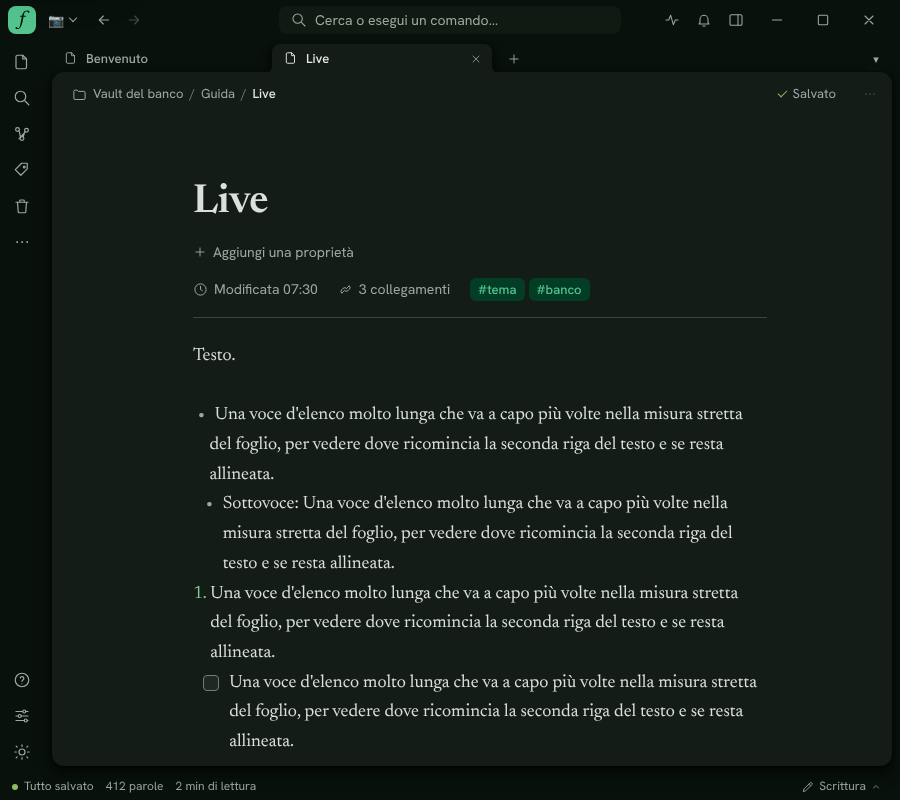 f
Cerca o esegui un comando...
Benvenuto
Live
Vault del banco / Guida / Live
Salvato
Live
Aggiungi una proprietà
Modificata 07:30
3 collegamenti
#tema
#banco
Testo.
• Una voce d'elenco molto lunga che va a capo più volte nella misura stretta
del foglio, per vedere dove ricomincia la seconda riga del testo e se resta
allineata.
• Sottovoce: Una voce d'elenco molto lunga che va a capo più volte nella
misura stretta del foglio, per vedere dove ricomincia la seconda riga del
testo e se resta allineata.
1. Una voce d'elenco molto lunga che va a capo più volte nella misura stretta
del foglio, per vedere dove ricomincia la seconda riga del testo e se resta
allineata.
Una voce d'elenco molto lunga che va a capo più volte nella misura stretta
del foglio, per vedere dove ricomincia la seconda riga del testo e se resta
allineata.
Tutto salvato
412 parole
2 min di lettura
Scrittura